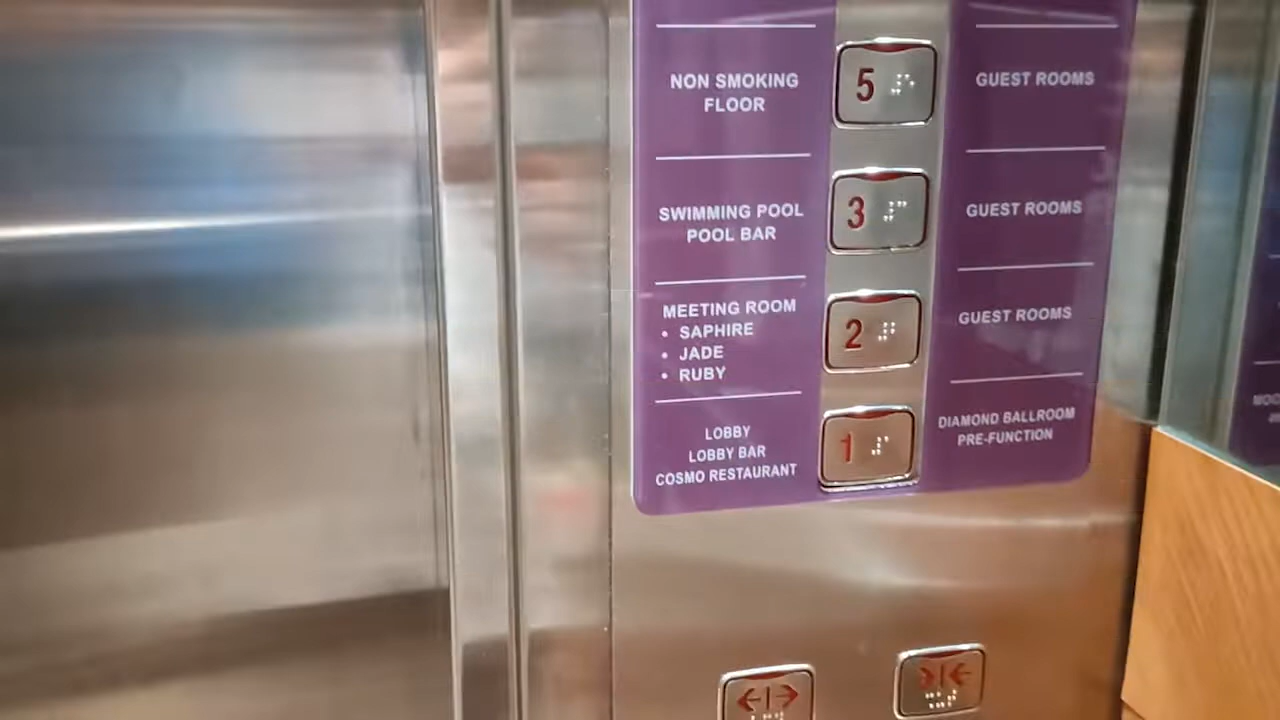 NON SMOKING
FLOOR
5
GUEST ROOMS
SWIMMING POOL
POOL BAR
3
GUEST ROOMS
MEETING ROOM
• SAPHIRE
• JADE
• RUBY
2
GUEST ROOMS
LOBBY
LOBBY BAR
COSMO RESTAURANT
1
DIAMOND BALLROOM
PRE-FUNCTION